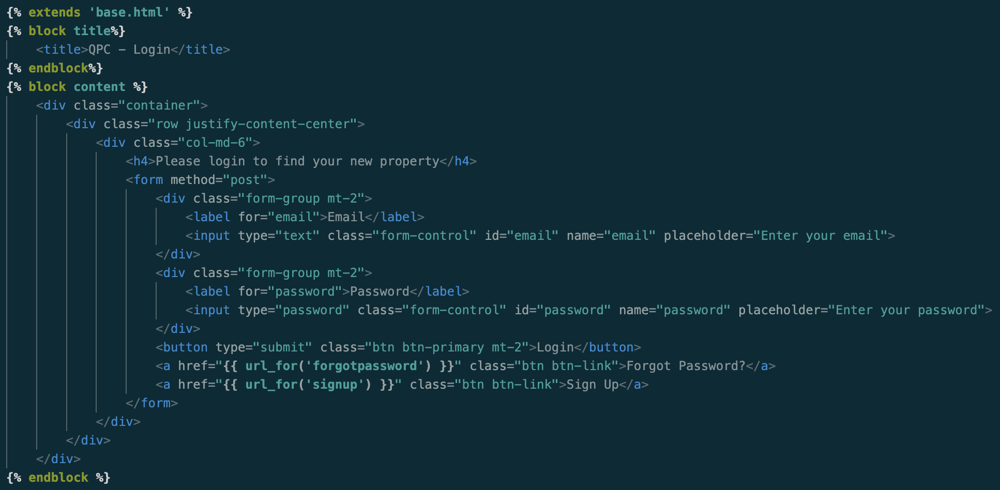 {% extends 'base.html' %}
{% block title%}
    <title>QPC - Login</title>
{% endblock%}
{% block content %}
    <div class="container">
        <div class="row justify-content-center">
            <div class="col-md-6">
                <h4>Please login to find your new property</h4>
                <form method="post">
                    <div class="form-group mt-2">
                        <label for="email">Email</label>
                        <input type="text" class="form-control" id="email" name="email" placeholder="Enter your email">
                    </div>
                    <div class="form-group mt-2">
                        <label for="password">Password</label>
                        <input type="password" class="form-control" id="password" name="password" placeholder="Enter your password">
                    </div>
                    <button type="submit" class="btn btn-primary mt-2">Login</button>
                    <a href="{{ url_for('forgotpassword') }}" class="btn btn-link">Forgot Password?</a>
                    <a href="{{ url_for('signup') }}" class="btn btn-link">Sign Up</a>
                </form>
            </div>
        </div>
    </div>
{% endblock %}